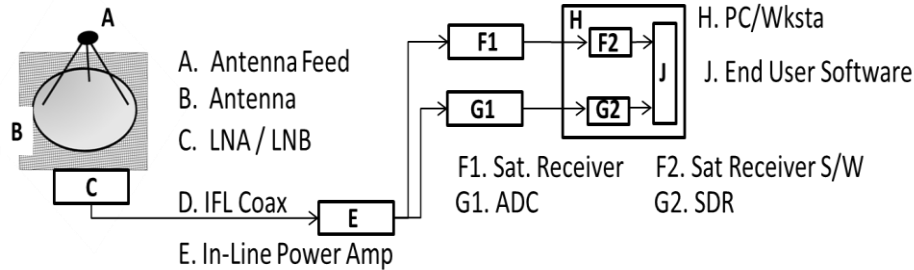 A
H
H. PC/Wksta
F1
F2
A. Antenna Feed
J
J. End User Software
B. Antenna
B
G1
G2
C. LNA / LNB
F1. Sat. Receiver
F2. Sat Receiver S/W
C
G1. ADC
G2. SDR
D. IFL Coax
E
E. In-Line Power Amp